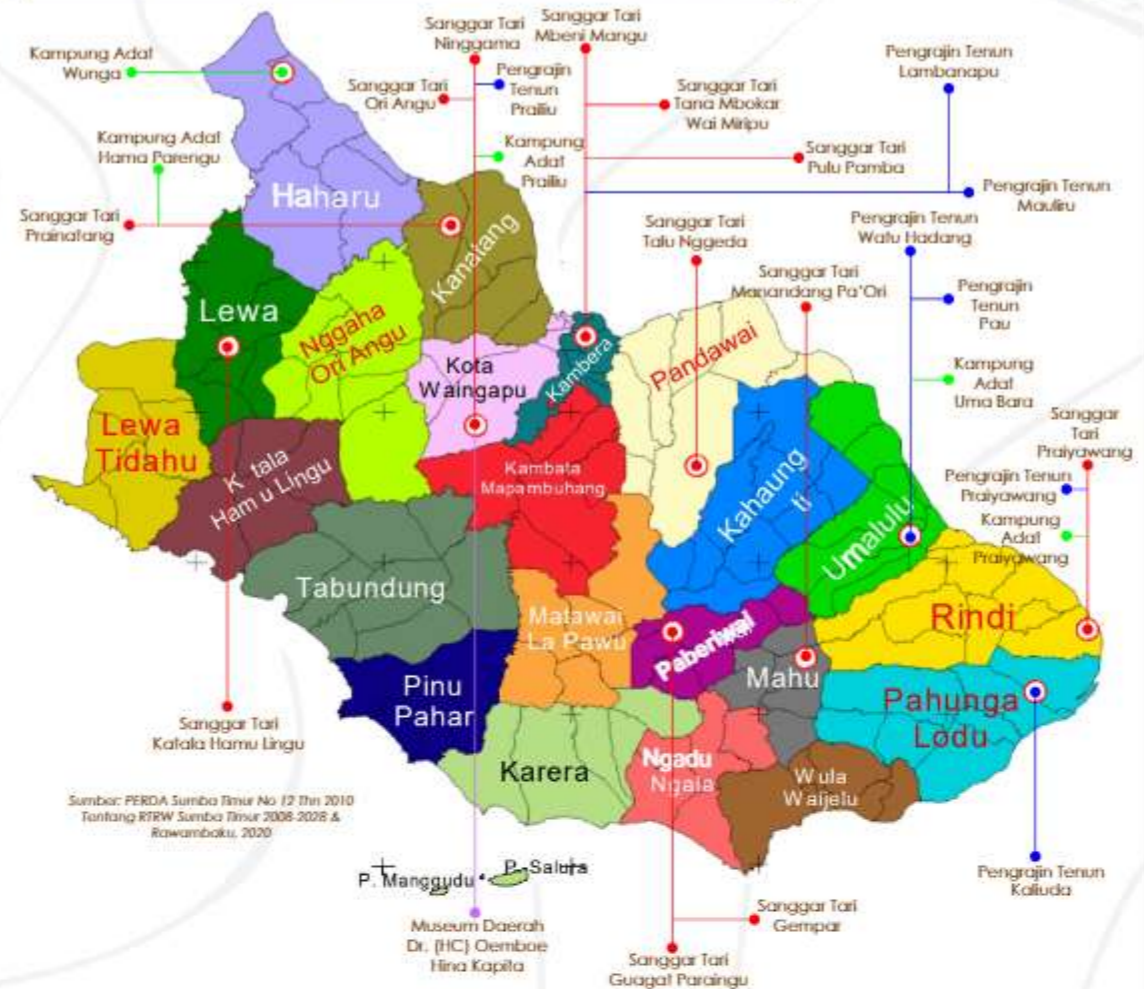 Sanggar Tari
Ninggama
Sanggar Tari
Mbeni Mangu
Kampung Adat
Wunga
Pengrajin
Tenun
Prailiu
Pengrajin Tenun
Lambanapu
Sanggar Tari
Ori Angu
Sanggar Tari
Tana Mbokar
Wai Miripu
Kampung Adat
Hama Parengu
Kampung
Adat
Prailiu
Sanggar Tari
Pulu Pamba
Pengrajin Tenun
Mauliru
Sanggar Tari
Prainatang
Sanggar Tari
Talu Nggeda
Pengrajin Tenun
Watu Hadang
Sanggar Tari
Manandang Pa'Ori
Pengrajin
Tenun
Pau
Kampung
Adat
Uma Bara
Sanggar
Tari
Praiyawang
Pengrajin Tenun
Praiyawang
Kampung
Adat
Praiyawang
Haharu
Kanatang
Lewa
Nggaha
Ori Angu
Kota
Waingapu
Kambera
Pandawai
Lewa
Tidahu
K tala
Ham u Lingu
Kambata
Mapambuhang
Kahaung
ti
Umalulu
Tabundung
Matawai
La Pawu
Paberiwai
Rindi
Mahu
Pinu
Pahar
Pahunga
Lodu
Karera
Ngadu
Ngala
Wula
Waijelu
Sanggar Tari
Katala Hamu Lingu
Sumber: PERDA Sumba Timur No 12 Thn 2010
Tentang RTRW Sumba Timur 2008-2028 &
Rawambaku, 2020
P. Manggudu
P. Salura
Pengrajin Tenun
Kaliuda
Museum Daerah
Dr. (HC) Oemboe
Hina Kapita
Sanggar Tari
Gempar
Sanggar Tari
Guagat Paraingu